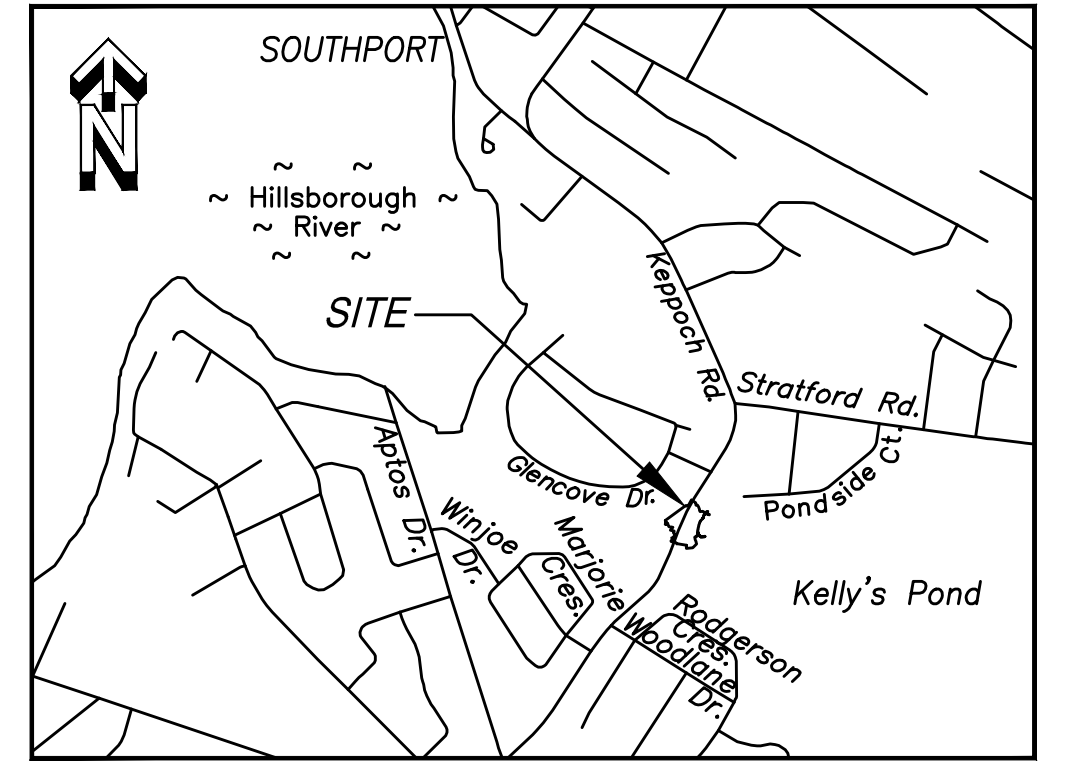 SOUTHPORT
N
~ ~
~ Hillsborough ~
~ River ~
~ ~
Keppoch Rd.
SITE
Stratford Rd.
Aptos Dr.
Glencove Dr.
Pondside Ct.
Winjoe Dr.
Marjorie Cres.
Kelly's Pond
Rodgerson
Cres.
Woodlane
Dr.